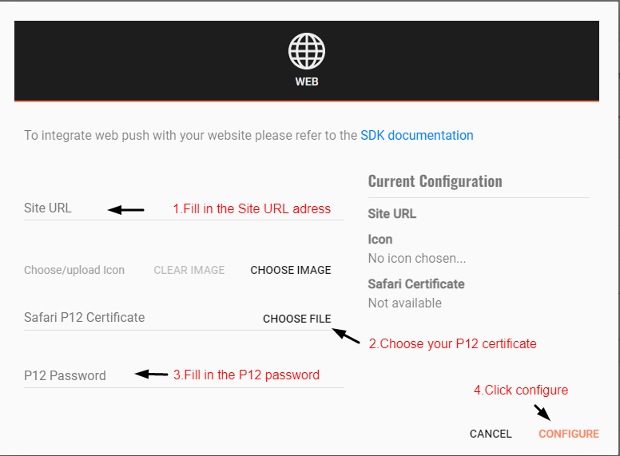 WEB
To integrate web push with your website please refer to the SDK documentation
Site URL
1.Fill in the Site URL adress
Choose/upload Icon CLEAR IMAGE CHOOSE IMAGE
Safari P12 Certificate CHOOSE FILE
2.Choose your P12 certificate
P12 Password
3.Fill in the P12 password
Current Configuration
Site URL
Icon
No icon chosen...
Safari Certificate
Not available
4.Click configure
CANCEL CONFIGURE